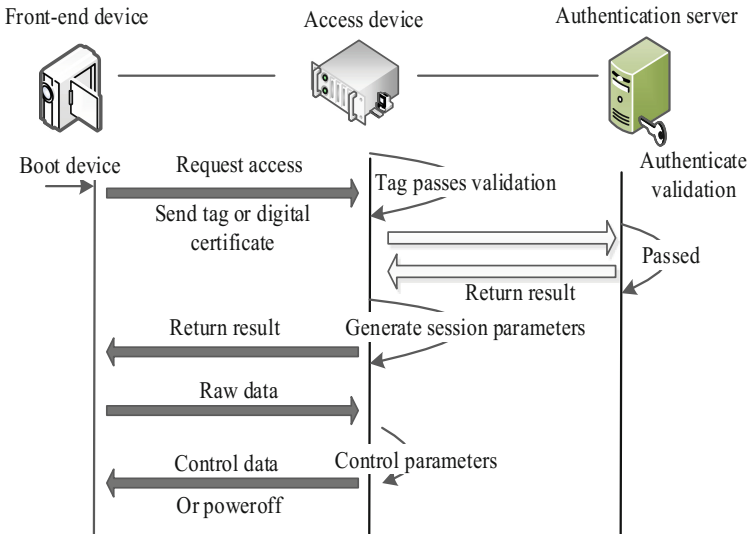 Front-end device
Access device
Authentication server
Boot device
Request access
Send tag or digital
certificate
Tag passes validation
Authenticate
validation
Passed
Return result
Return result
Generate session parameters
Raw data
Control data
Or poweroff
Control parameters